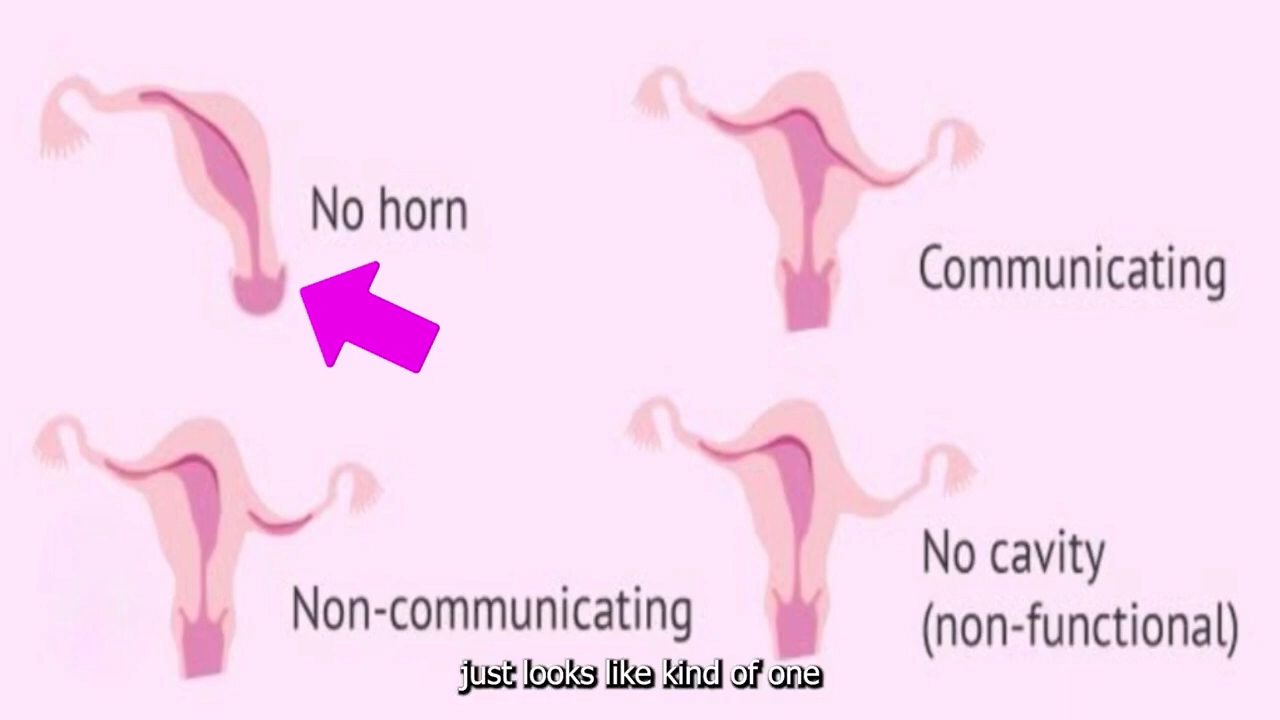 No horn
Communicating
Non-communicating
No cavity
(non-functional)
just looks like kind of one